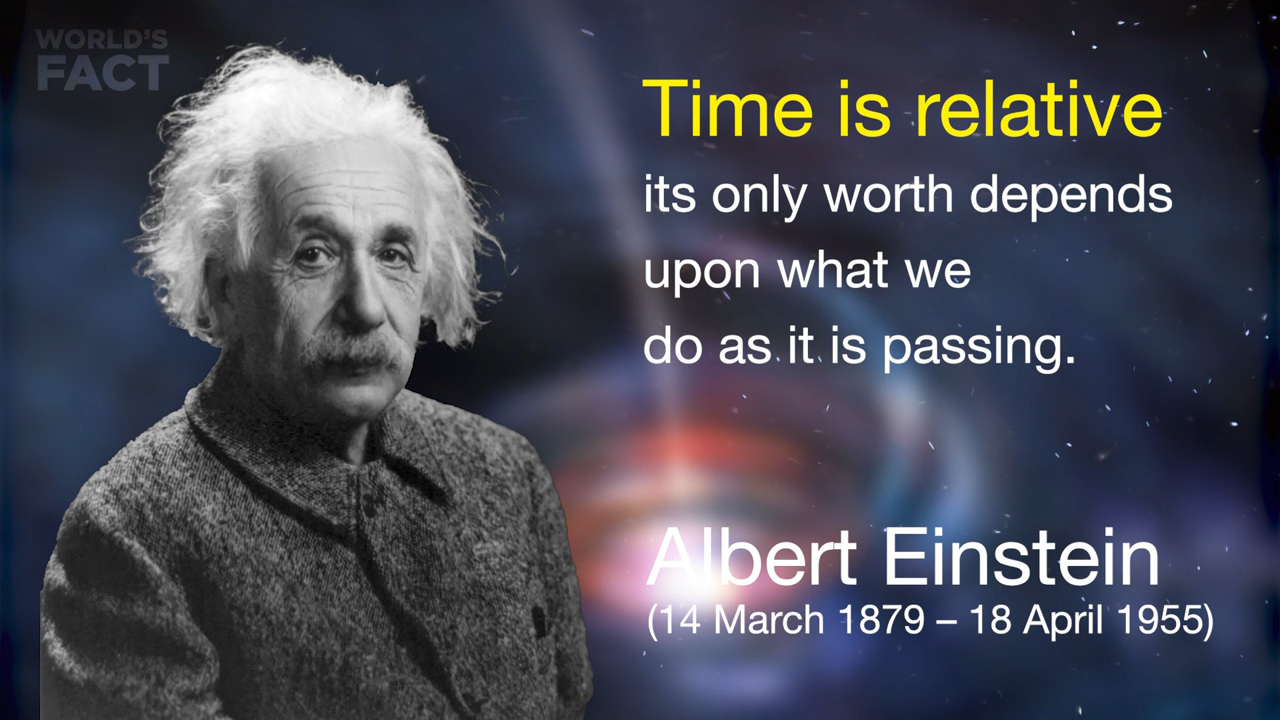 WORLD'S
FACT
Time is relative
its only worth depends
upon what we
do as it is passing.
Albert Einstein
(14 March 1879 – 18 April 1955)